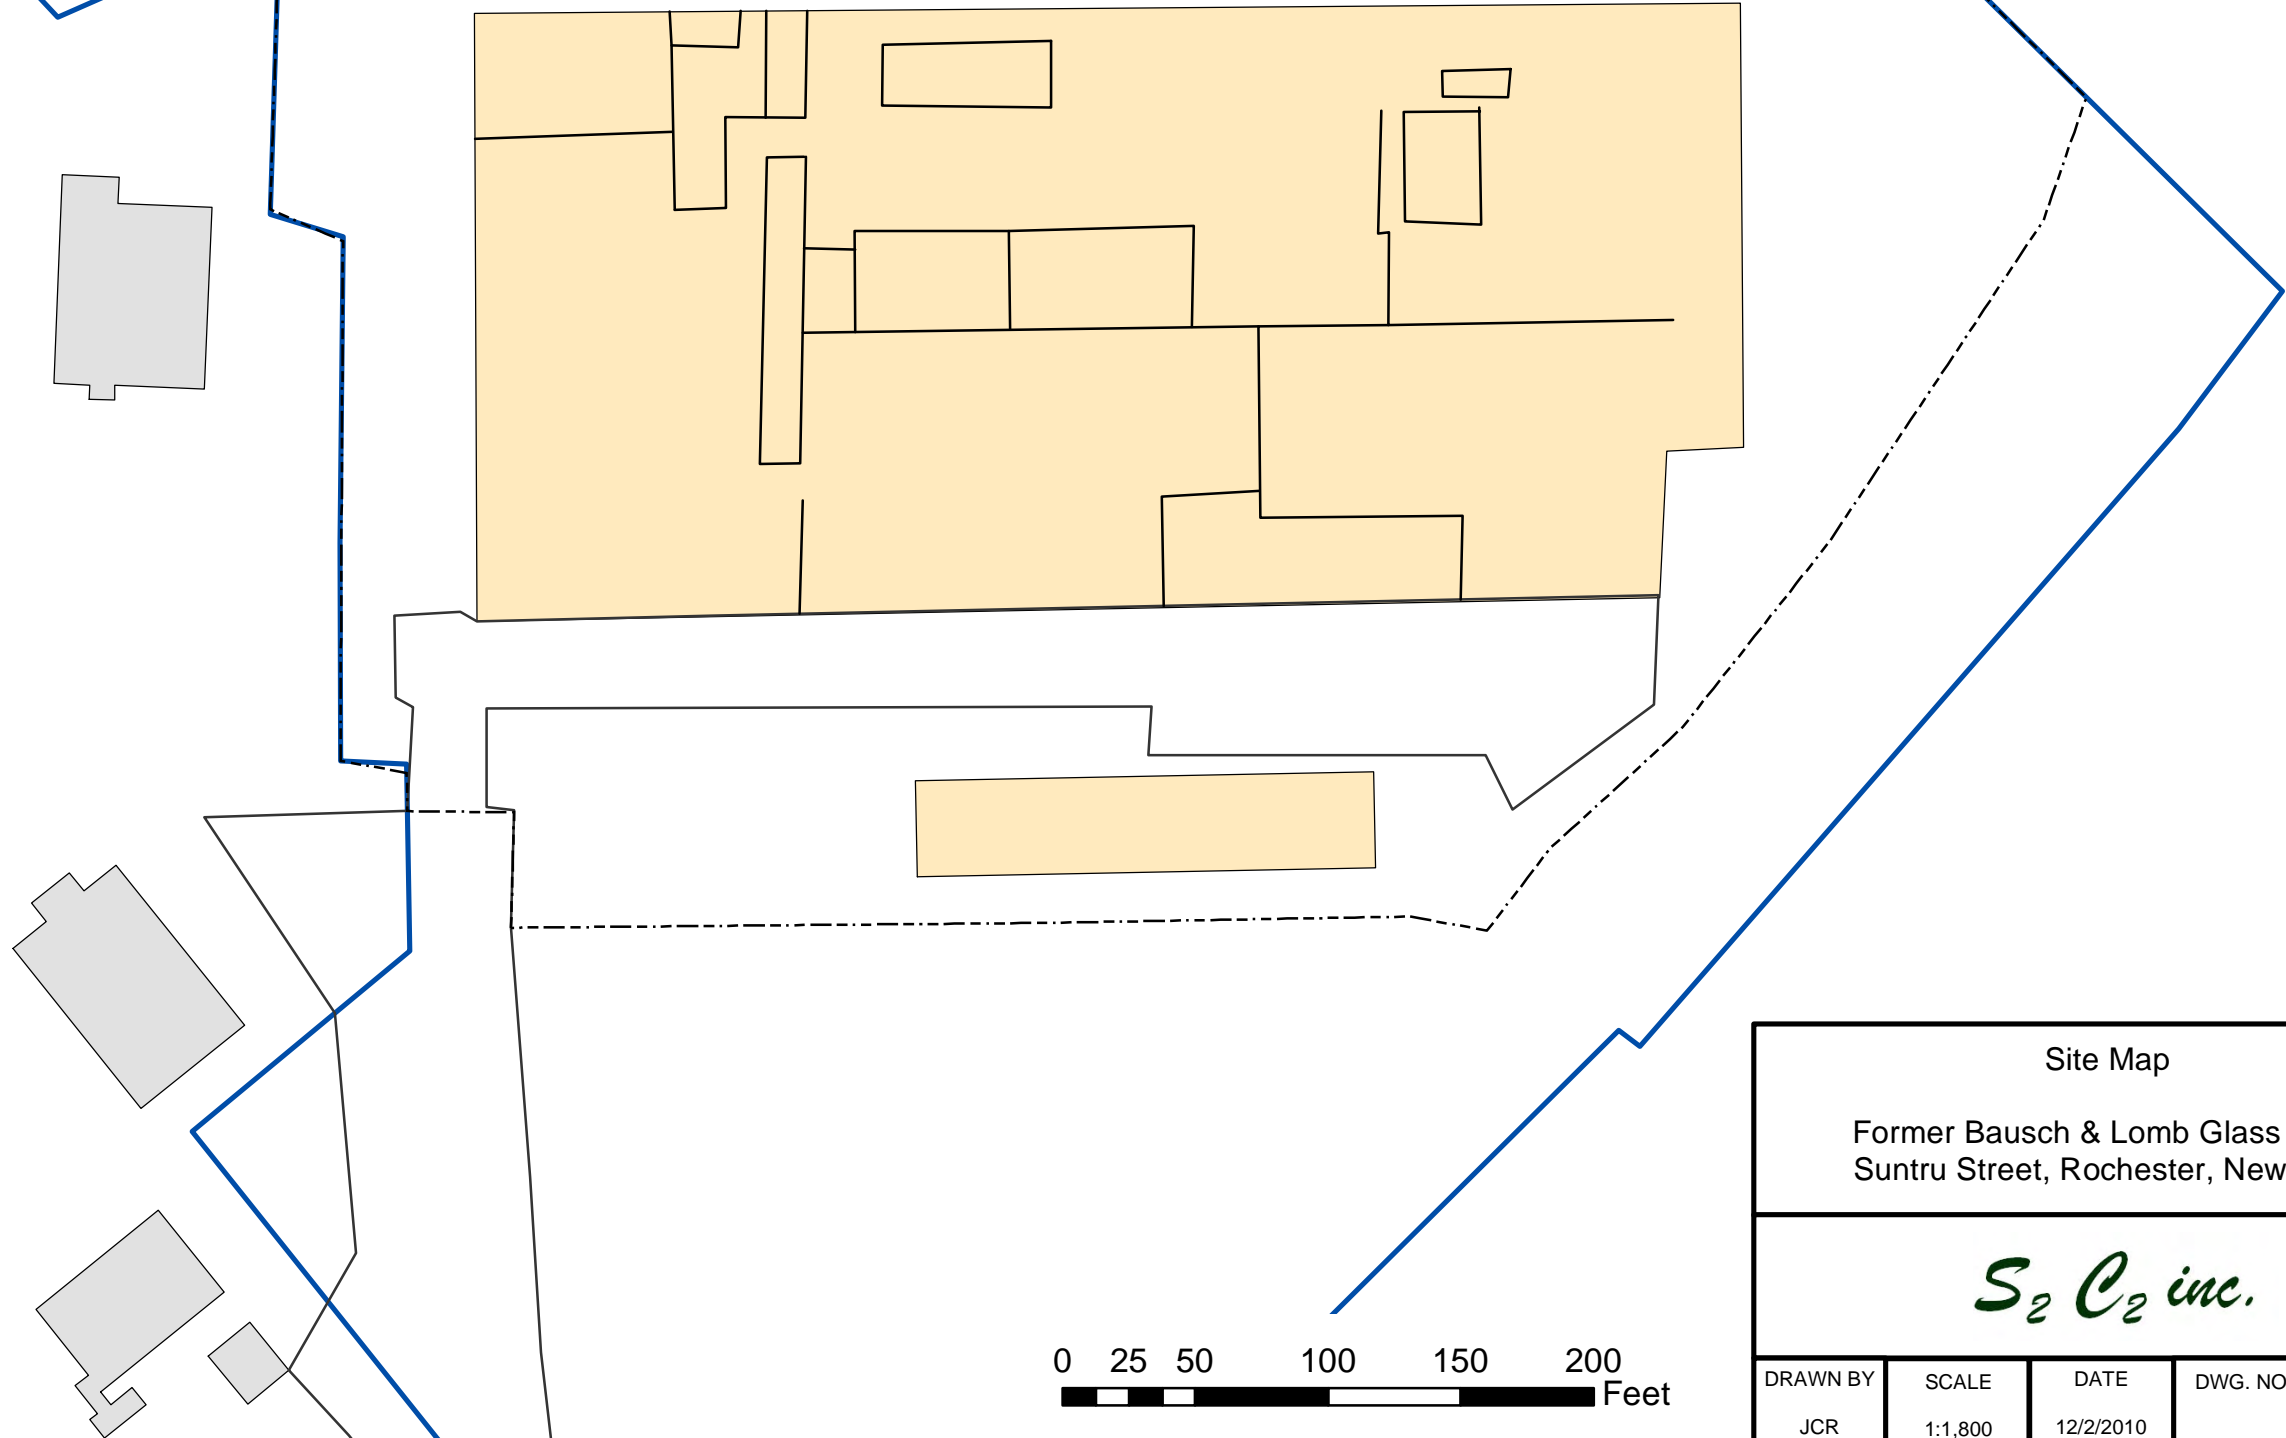 Site Map
Former Bausch & Lomb Glass
Suntru Street, Rochester, New
S2 C2 inc.
0 25 50 100 150 200
Feet
DRAWN BY SCALE DATE DWG. NO
JCR 1:1,800 12/2/2010